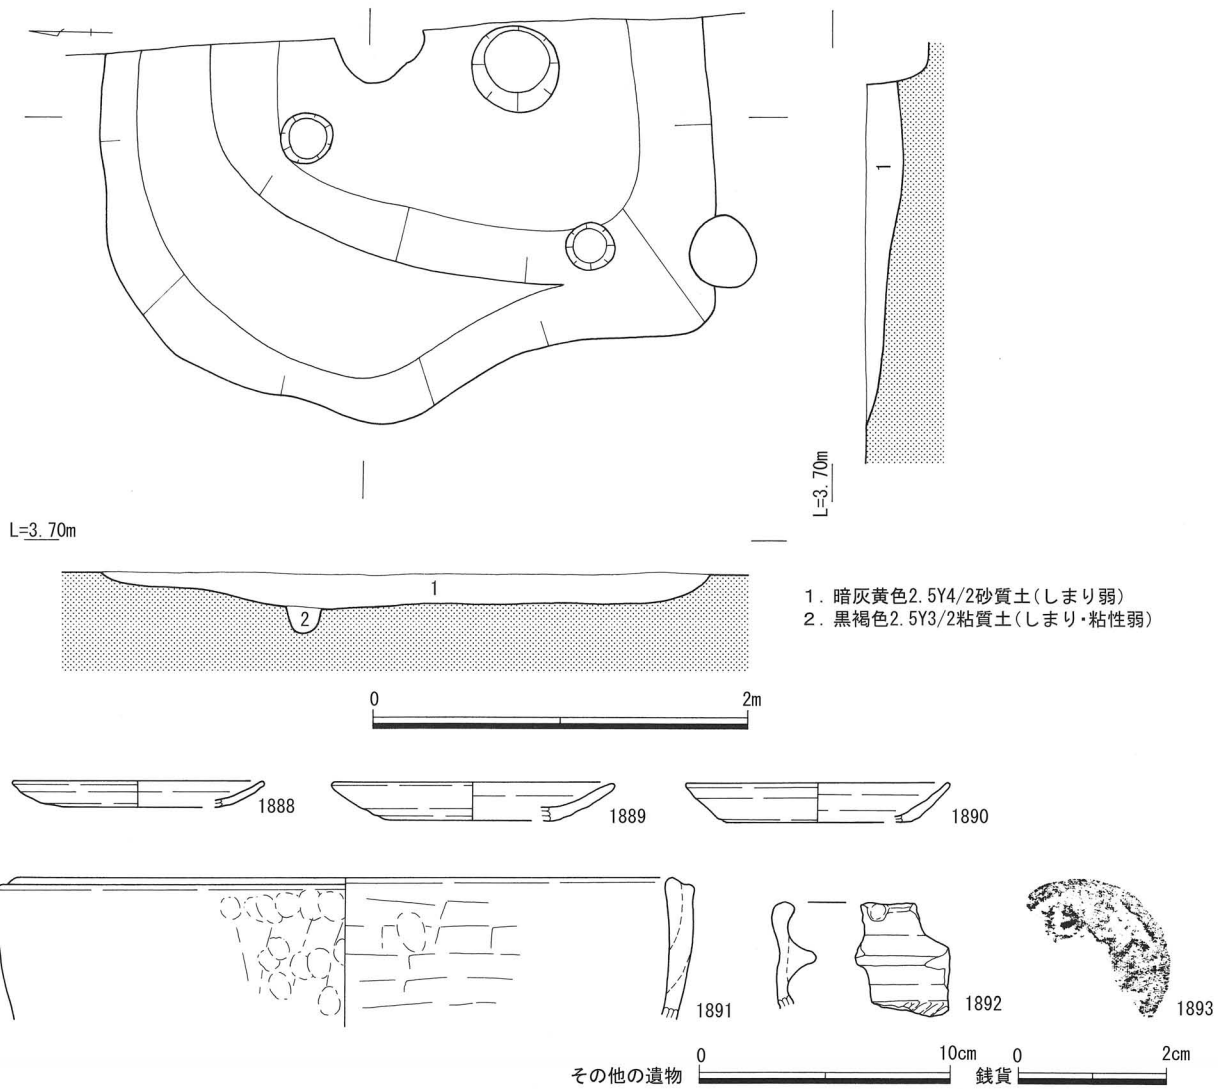 1
L=3.70m
L=3.70m
1
2
1. 暗灰黄色2.5Y4/2砂質土(しまり弱)
2. 黒褐色2.5Y3/2粘質土(しまり・粘性弱)
0 2m
1888
1889
1890
1891
1892
1893
その他の遺物 0 10cm
銭貨 0 2cm